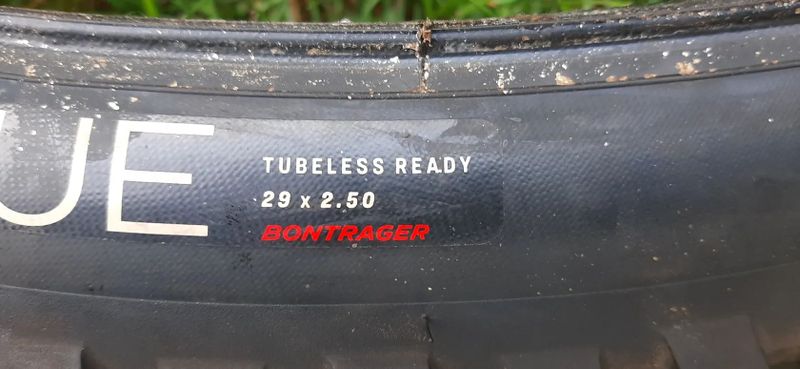 UE
TUBELESS READY
29 x 2.50
BONTRAGER